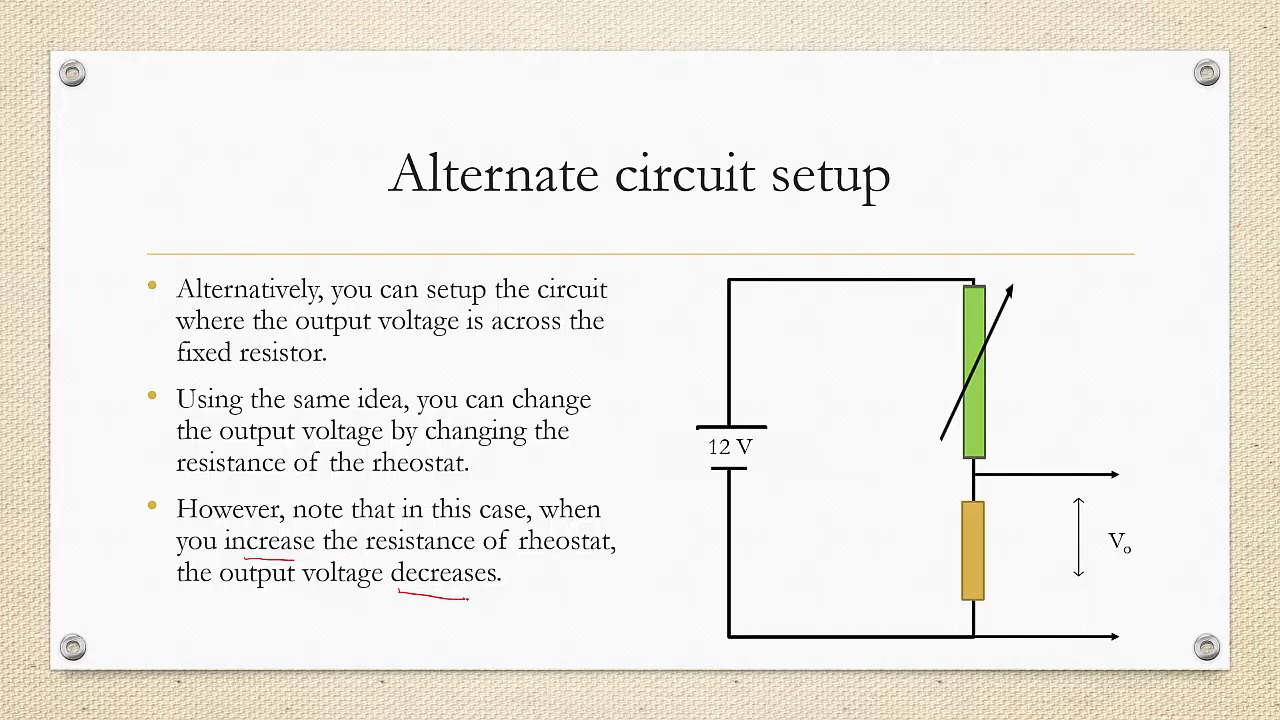 Alternate circuit setup
Alternatively, you can setup the circuit
where the output voltage is across the
fixed resistor.
Using the same idea, you can change
the output voltage by changing the
resistance of the rheostat.
However, note that in this case, when
you increase the resistance of rheostat,
the output voltage decreases.
12 V
Vo